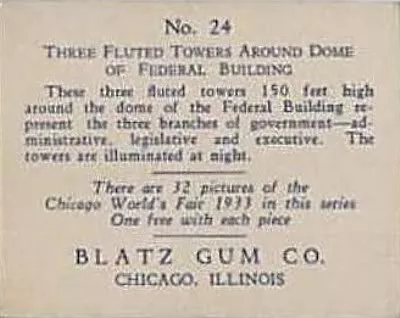 No. 24
THREE FLUTED TOWERS AROUND DOME
OF FEDERAL BUILDING
These three fluted towers 150 feet high
around the dome of the Federal Building re-
present the three branches of government—ad-
ministrative, legislative and executive. The
towers are illuminated at night.
There are 32 pictures of the
Chicago World's Fair 1933 in this series
One free with each piece
BLATZ GUM CO.
CHICAGO, ILLINOIS